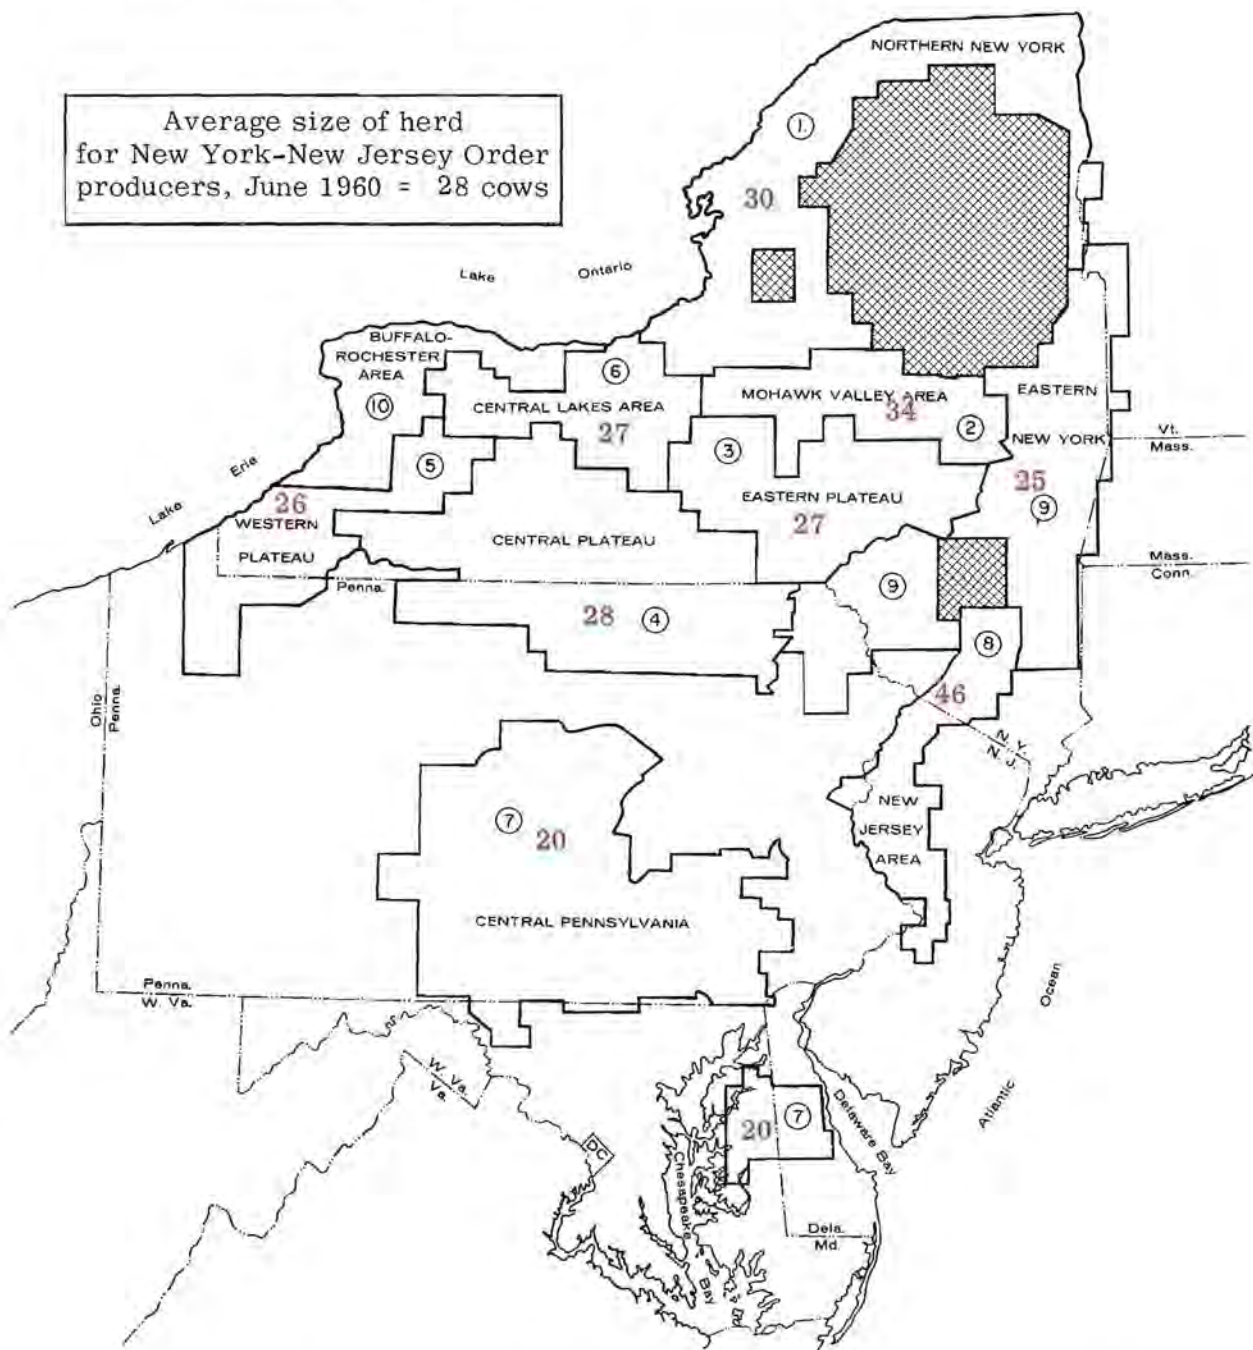 Average size of herd
for New York-New Jersey Order
producers, June 1960 = 28 cows
NORTHERN NEW YORK
1.
30
Lake Ontario
BUFFALO-
ROCHESTER
AREA
10
6
CENTRAL LAKES AREA
27
MOHAWK VALLEY AREA
34
2
EASTERN
NEW YORK
25
9
Vt.
Mass.
5
3
Lake Erie
26
WESTERN
PLATEAU
CENTRAL PLATEAU
EASTERN PLATEAU
27
Mass.
Conn.
Penna.
28
4
9
8
46
N. Y.
N. J.
Ohio
Penna.
NEW
JERSEY
AREA
7
20
CENTRAL PENNSYLVANIA
Penna.
W. Va.
W. Va.
Va.
DC
Chesapeake Bay
20
7
Delaware Bay
Dela.
Md.
Atlantic Ocean